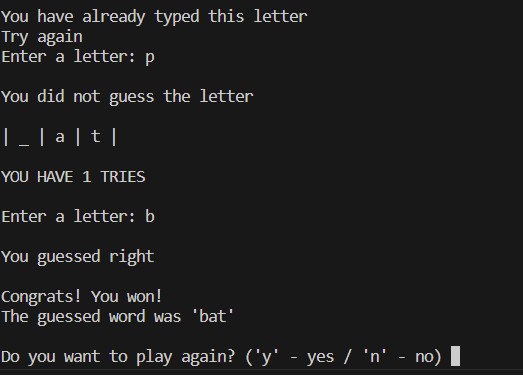 You have already typed this letter
Try again
Enter a letter: p
You did not guess the letter
| _ | a | t |
YOU HAVE 1 TRIES
Enter a letter: b
You guessed right
Congrats! You won!
The guessed word was 'bat'
Do you want to play again? ('y' - yes / 'n' - no)